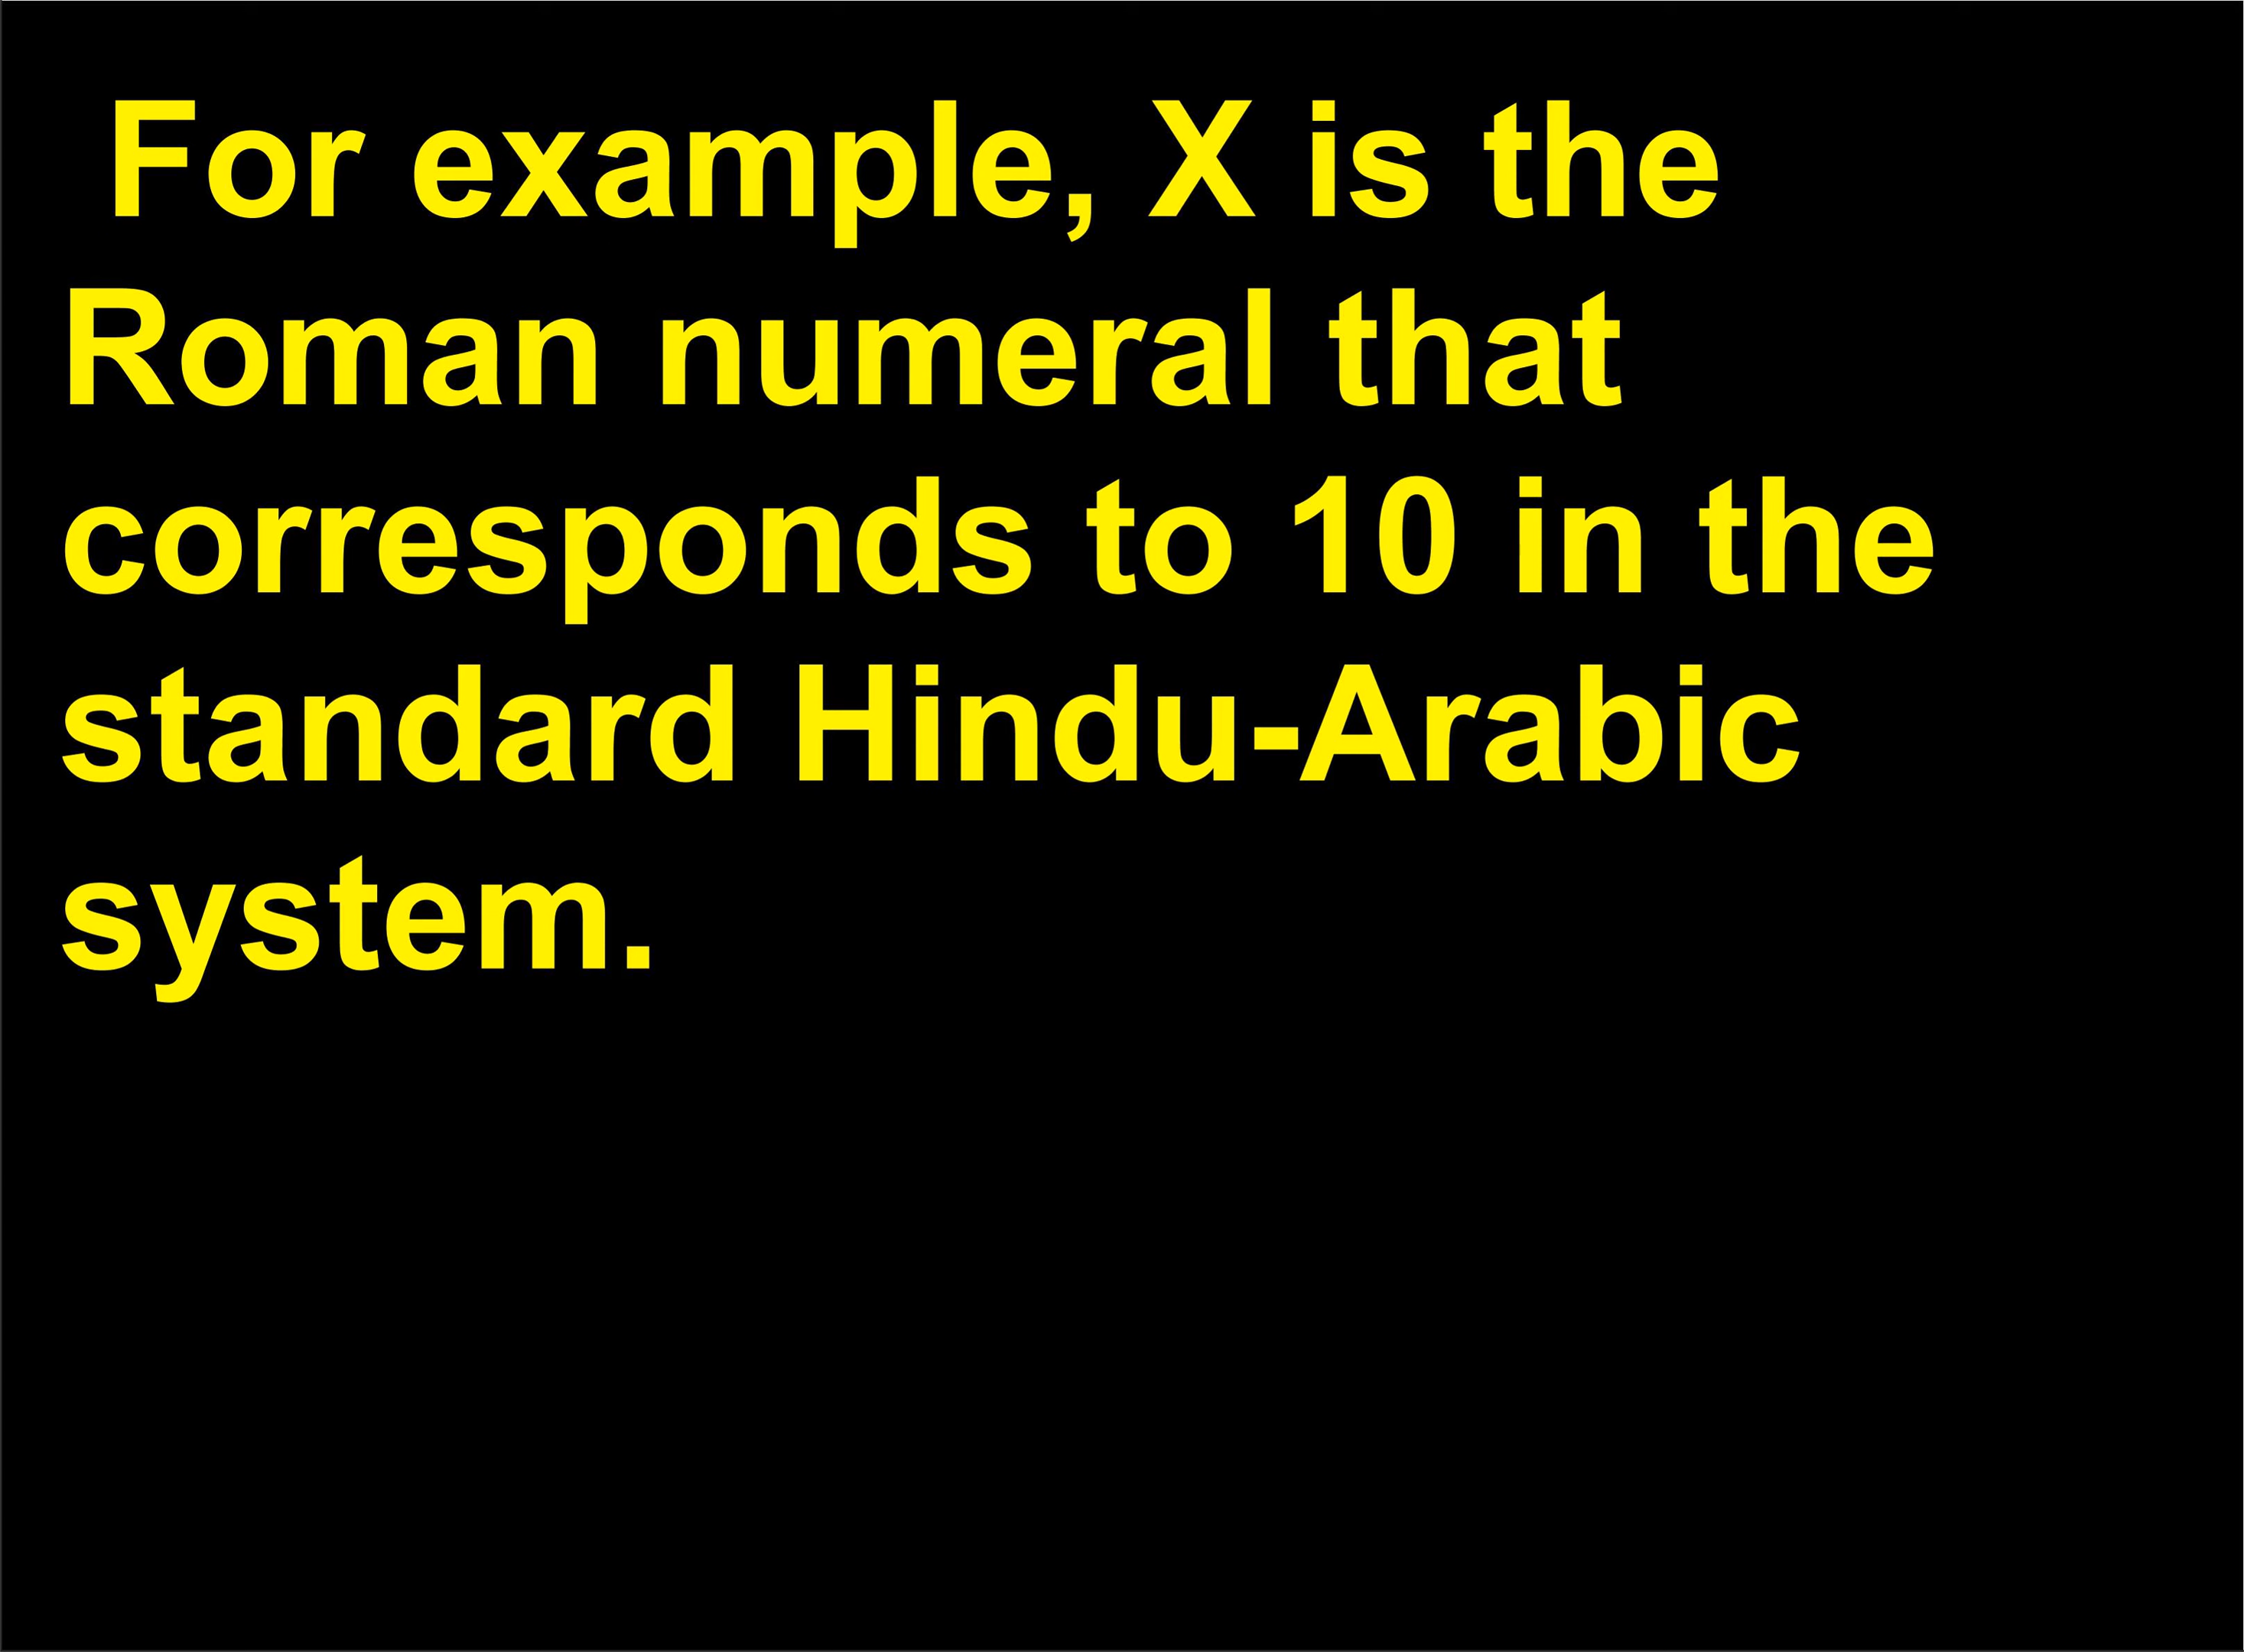 For example, X is the
Roman numeral that
corresponds to 10 in the
standard Hindu-Arabic
system.